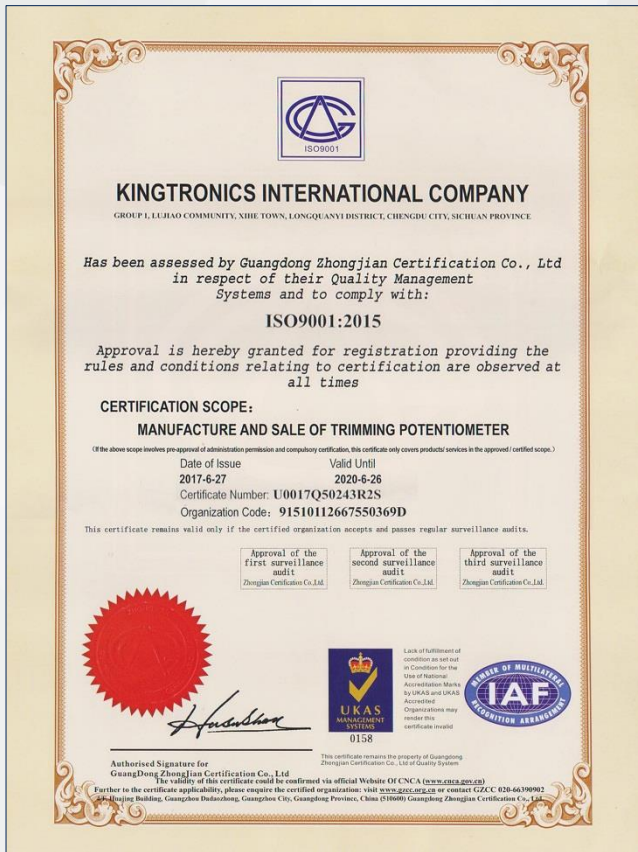 ISO9001
KINGTRONICS INTERNATIONAL COMPANY
GROUP 1, LUJIAO COMMUNITY, XIHE TOWN, LONGQUANYI DISTRICT, CHENGDU CITY, SICHUAN PROVINCE
Has been assessed by Guangdong Zhongjian Certification Co., Ltd
in respect of their Quality Management
Systems and to comply with:
ISO9001:2015
Approval is hereby granted for registration providing the
rules and conditions relating to certification are observed at
all times
CERTIFICATION SCOPE:
MANUFACTURE AND SALE OF TRIMMING POTENTIOMETER
(If the above scope involves pre-approval of administration permission and compulsory certification, this certificate only covers products/ services in the approved / certified scope.)
Date of Issue Valid Until
2017-6-27 2020-6-26
Certificate Number: U0017Q50243R2S
Organization Code: 91510112667550369D
This certificate remains valid only if the certified organization accepts and passes regular surveillance audits.
Approval of the
first surveillance
audit
Zhongjian Certification Co.,Ltd.
Approval of the
second surveillance
audit
Zhongjian Certification Co.,Ltd.
Approval of the
third surveillance
audit
Zhongjian Certification Co.,Ltd.
UKAS
MANAGEMENT
SYSTEMS
0158
Lack of fulfillment of
condition as set out
in Condition for the
Use of National
Accreditation Marks
by UKAS and UKAS
Accredited
Organizations may
render this
certificate invalid
MEMBER OF MULTILATERAL
IAF
RECOGNITION ARRANGEMENT
This certificate remains the property of Guangdong
Zhongjian Certification Co., Ltd of Quality System
Authorised Signature for
GuangDong ZhongJian Certification Co., Ltd
The validity of this certificate could be confirmed via official Website Of CNCA (www.cnca.gov.cn)
Further to the certificate applicability, please enquire the certified organization: visit www.gzcc.org.cn or contact GZCC 020-66390902
Huajing Building, Guangzhou Dadaozhong, Guangzhou City, Guangdong Province, China (510600) Guangdong Zhongjian Certification Co., Ltd.